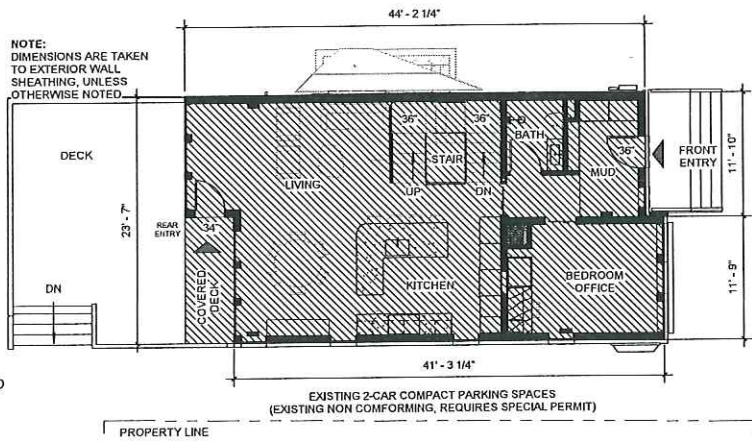 44' - 2 1/4"
NOTE:
DIMENSIONS ARE TAKEN
TO EXTERIOR WALL
SHEATHING, UNLESS
OTHERWISE NOTED
DECK
LIVING
36"
36"
STAIR
UP
DN
BATH
MUD
36"
FRONT
ENTRY
11' - 10"
23' - 7"
REAR
ENTRY
34"
COVERED
DECK
DN
KITCHEN
BEDROOM
OFFICE
11' - 9"
41' - 3 1/4"
EXISTING 2-CAR COMPACT PARKING SPACES
(EXISTING NON COMFORMING, REQUIRES SPECIAL PERMIT)
PROPERTY LINE